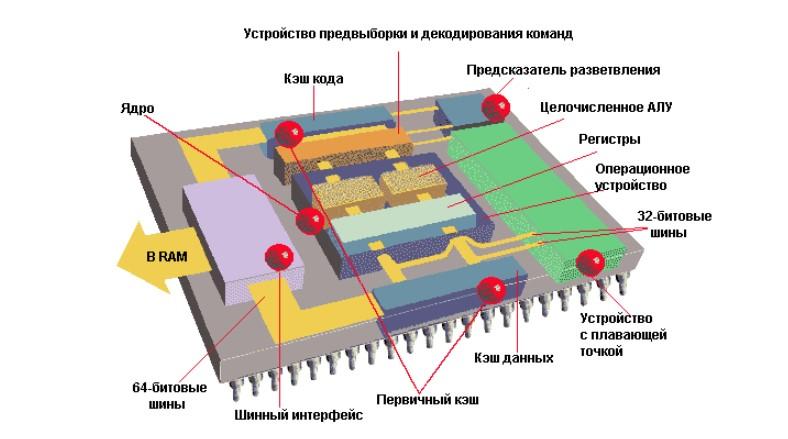 Устройство предвыборки и декодирования команд
Предсказатель разветвления
Кэш кода
Целочисленное АЛУ
Ядро
Регистры
Операционное
устройство
32-битовые
шины
В RAM
Устройство
с плавающей
точкой
Кэш данных
64-битовые
шины
Первичный кэш
Шинный интерфейс